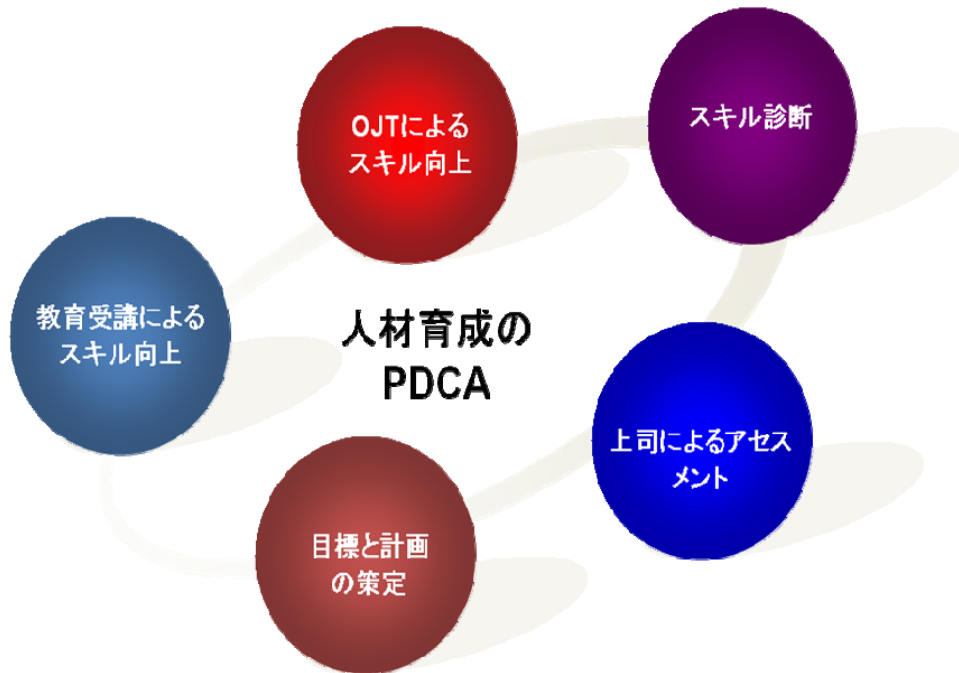 OJTによる
スキル向上
スキル診断
教育受講による
スキル向上
人材育成の
PDCA
上司によるアセス
メント
目標と計画
の策定